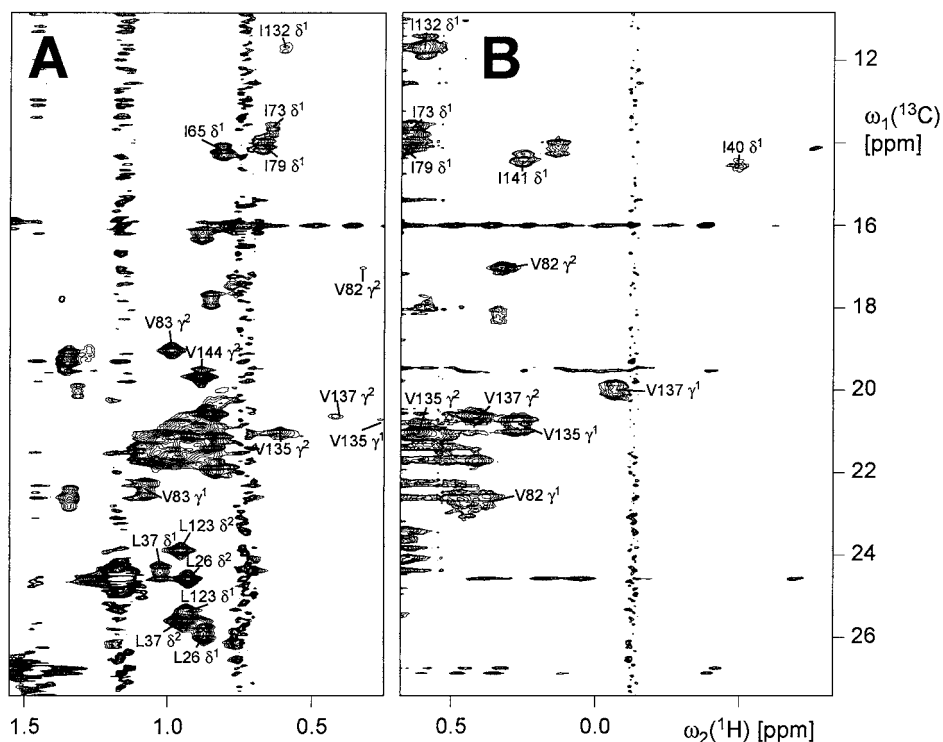 A
I132 δ¹
I73 δ¹
I65 δ¹
I79 δ¹
V82 γ²
V83 γ²
V144 γ²
V137 γ²
V135 γ¹
V135 γ²
V83 γ¹
L123 δ²
L37 δ¹
L26 δ²
L123 δ¹
L37 δ²
L26 δ¹
1.5
1.0
0.5
B
I132 δ¹
I73 δ¹
I79 δ¹
I141 δ¹
I40 δ¹
V82 γ²
V137 γ¹
V135 γ²
V137 γ²
V135 γ¹
V82 γ¹
0.5
0.0
ω₂(¹H) [ppm]
12
ω₁(¹³C)
[ppm]
16
18
20
22
24
26